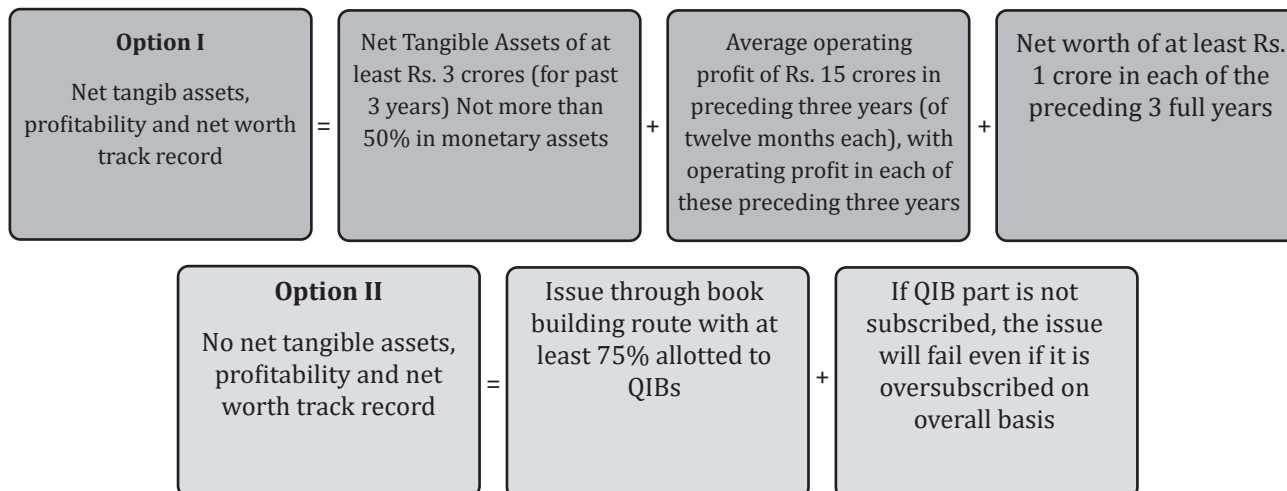 Option I
Net tangib assets,
profitability and net worth
track record
=
Net Tangible Assets of at
least Rs. 3 crores (for past
3 years) Not more than
50% in monetary assets
+
Average operating
profit of Rs. 15 crores in
preceding three years (of
twelve months each), with
operating profit in each of
these preceding three years
+
Net worth of at least Rs.
1 crore in each of the
preceding 3 full years
Option II
No net tangible assets,
profitability and net
worth track record
=
Issue through book
building route with at
least 75% allotted to
QIBs
+
If QIB part is not
subscribed, the issue
will fail even if it is
oversubscribed on
overall basis